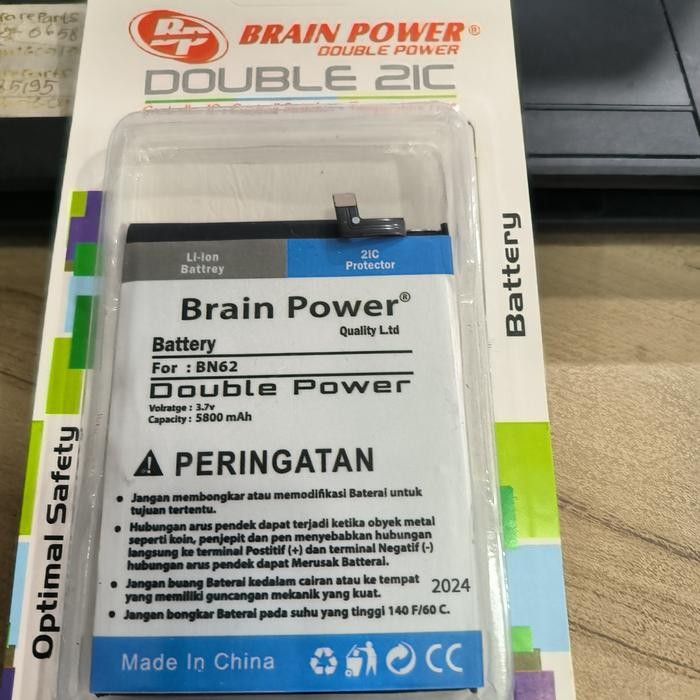 BRAIN POWER®
DOUBLE POWER
DOUBLE 2IC
Li-Ion
Battrey
2IC
Protector
Brain Power®
Quality L.td
Battery
For : BN62
Double Power
Volratge : 3.7v
Capacity : 5800 mAh
PERINGATAN
• Jangan membongkar atau memodifikasi Baterai untuk
tujuan tertentu.
• Hubungan arus pendek dapat terjadi ketika obyek metal
seperti koin, penjepit dan pen menyebabkan hubungan
langsung ke terminal Postitif (+) dan terminal Negatif (-)
hubungan arus pendek dapat Merusak Batterai.
• Jangan buang Baterai kedalam cairan atau ke tempat
yang memiliki guncangan mekanik yang kuat.
2024
• Jangan bongkar Baterai pada suhu yang tinggi 140 F/60 C.
Made In China
CC
Optimal Safety
Battery